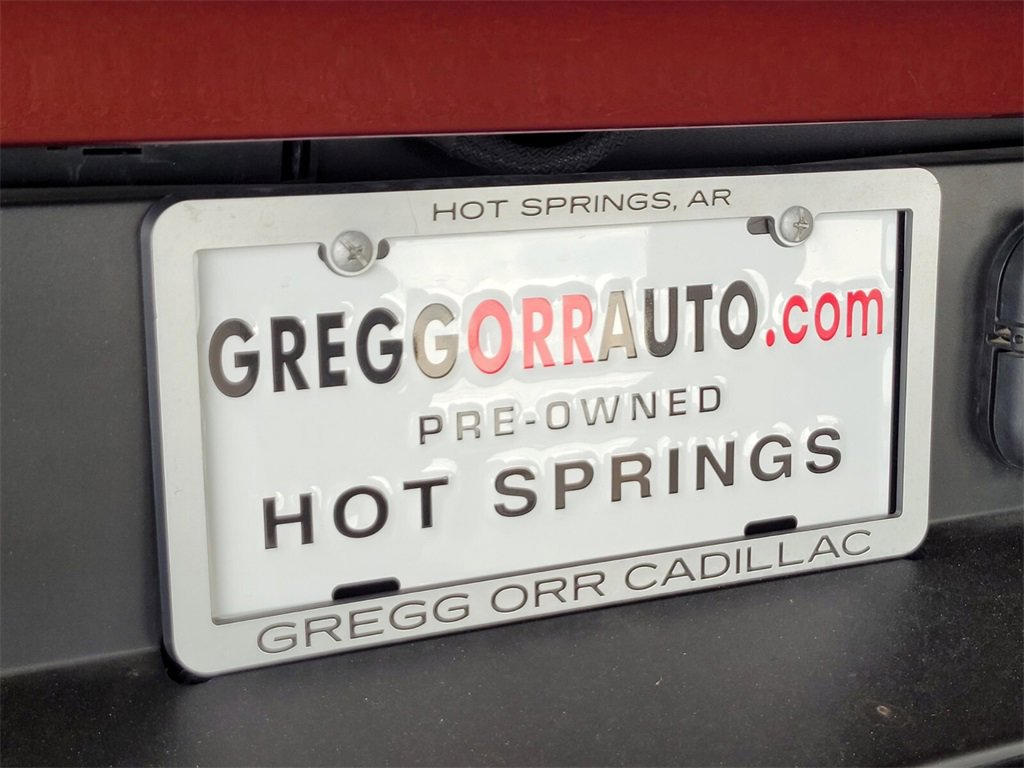 HOT SPRINGS, AR
GREGGORRAUTO.com
PRE-OWNED
HOT SPRINGS
GREGG ORR CADILLAC